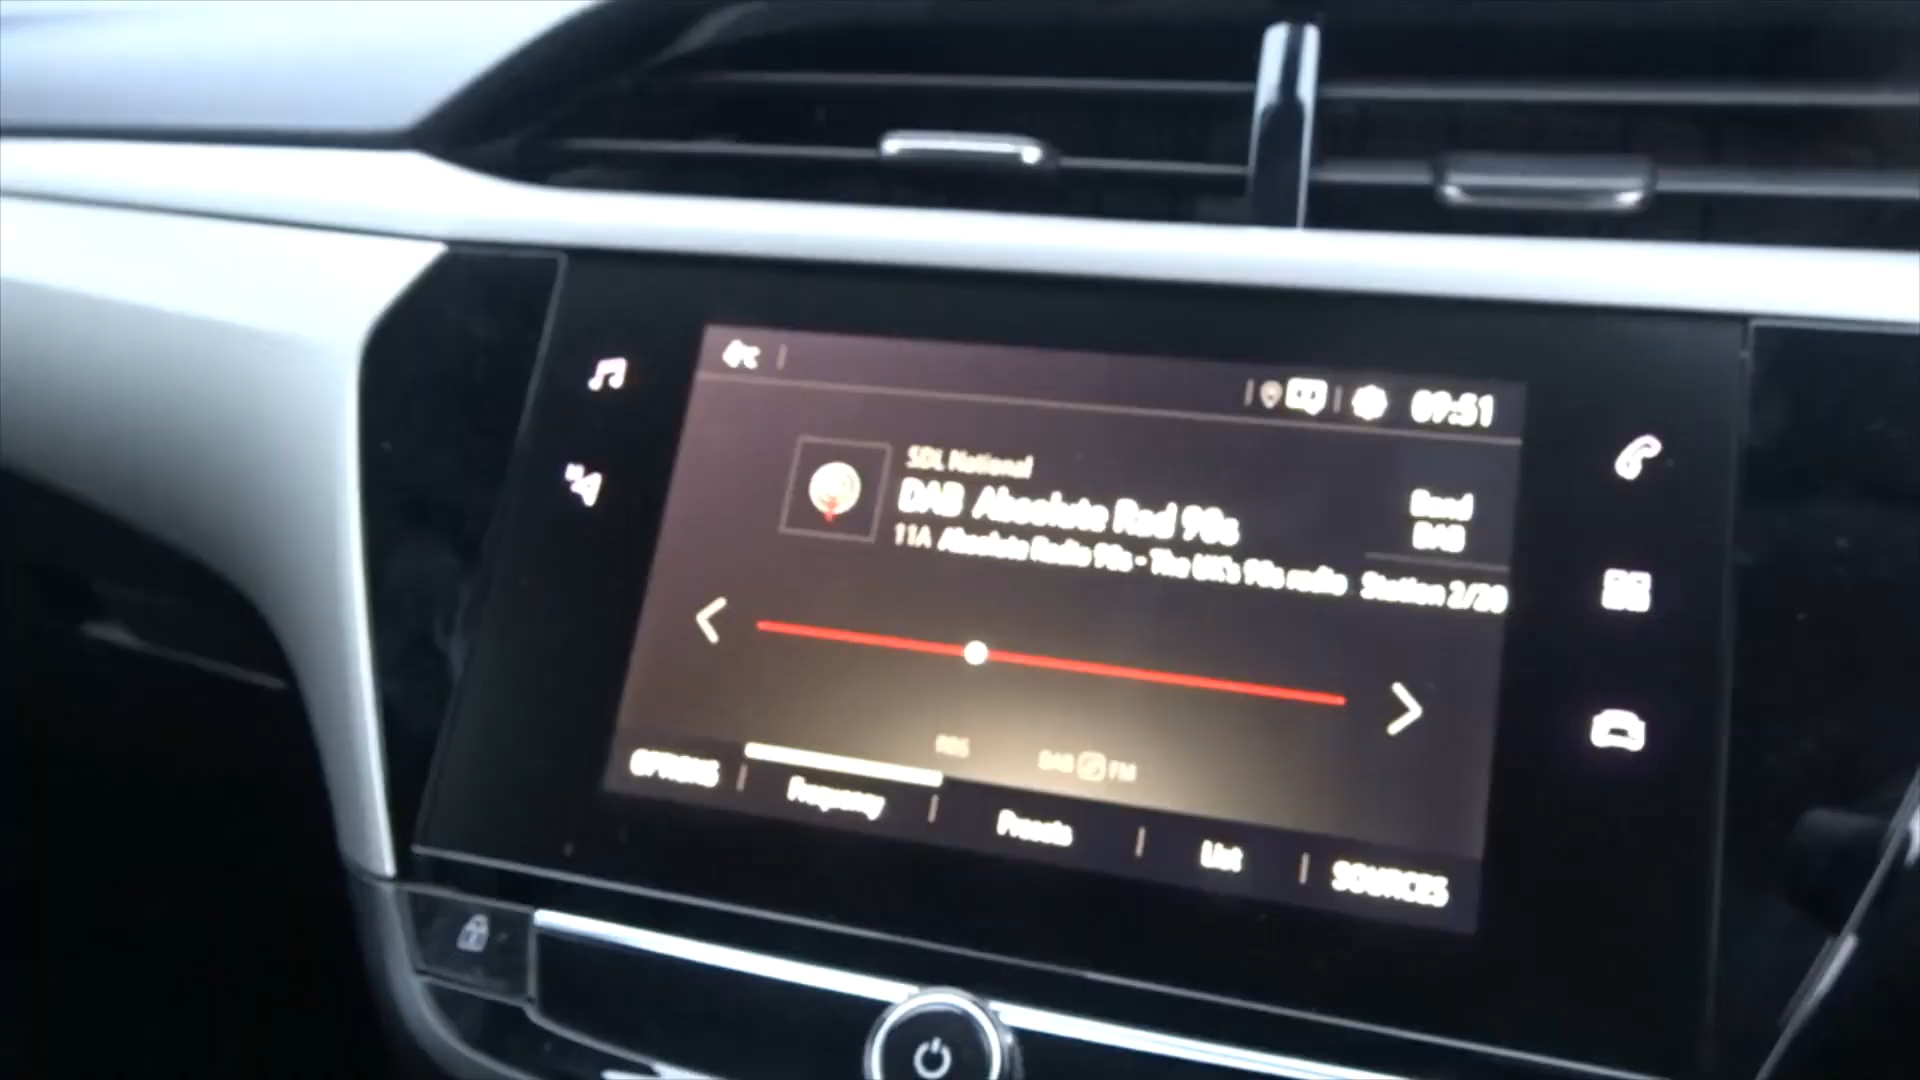 4°C
09:51
SDL National
DAB Absolute Rad 90s
Band
DAB
11A Absolute Radio 90s - The UK's 90s radio Station 2/20
RDS DAB FM
OPTIONS Frequency Presets List SOURCES